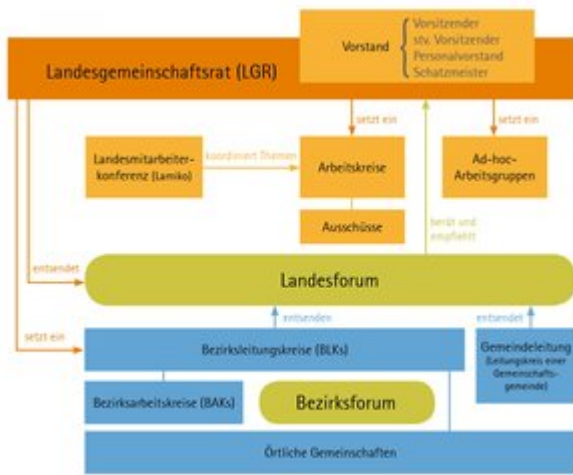 Vorstand
Vorsitzender
stv. Vorsitzender
Personalvorstand
Schatzmeister
Landesgemeinschaftsrat (LGR)
setzt ein
setzt ein
Landesmitarbeiter-
konferenz (Lamiko)
koordiniert Themen
Arbeitskreise
Ad-hoc-
Arbeitsgruppen
Ausschüsse
berät und
empfiehlt
entsendet
Landesforum
entsenden
entsendet
setzt ein
Bezirksleitungskreise (BLKs)
Gemeindeleitung
(Leitungskreis einer
Gemeinschafts-
gemeinde)
Bezirksarbeitskreise (BAKs)
Bezirksforum
Örtliche Gemeinschaften